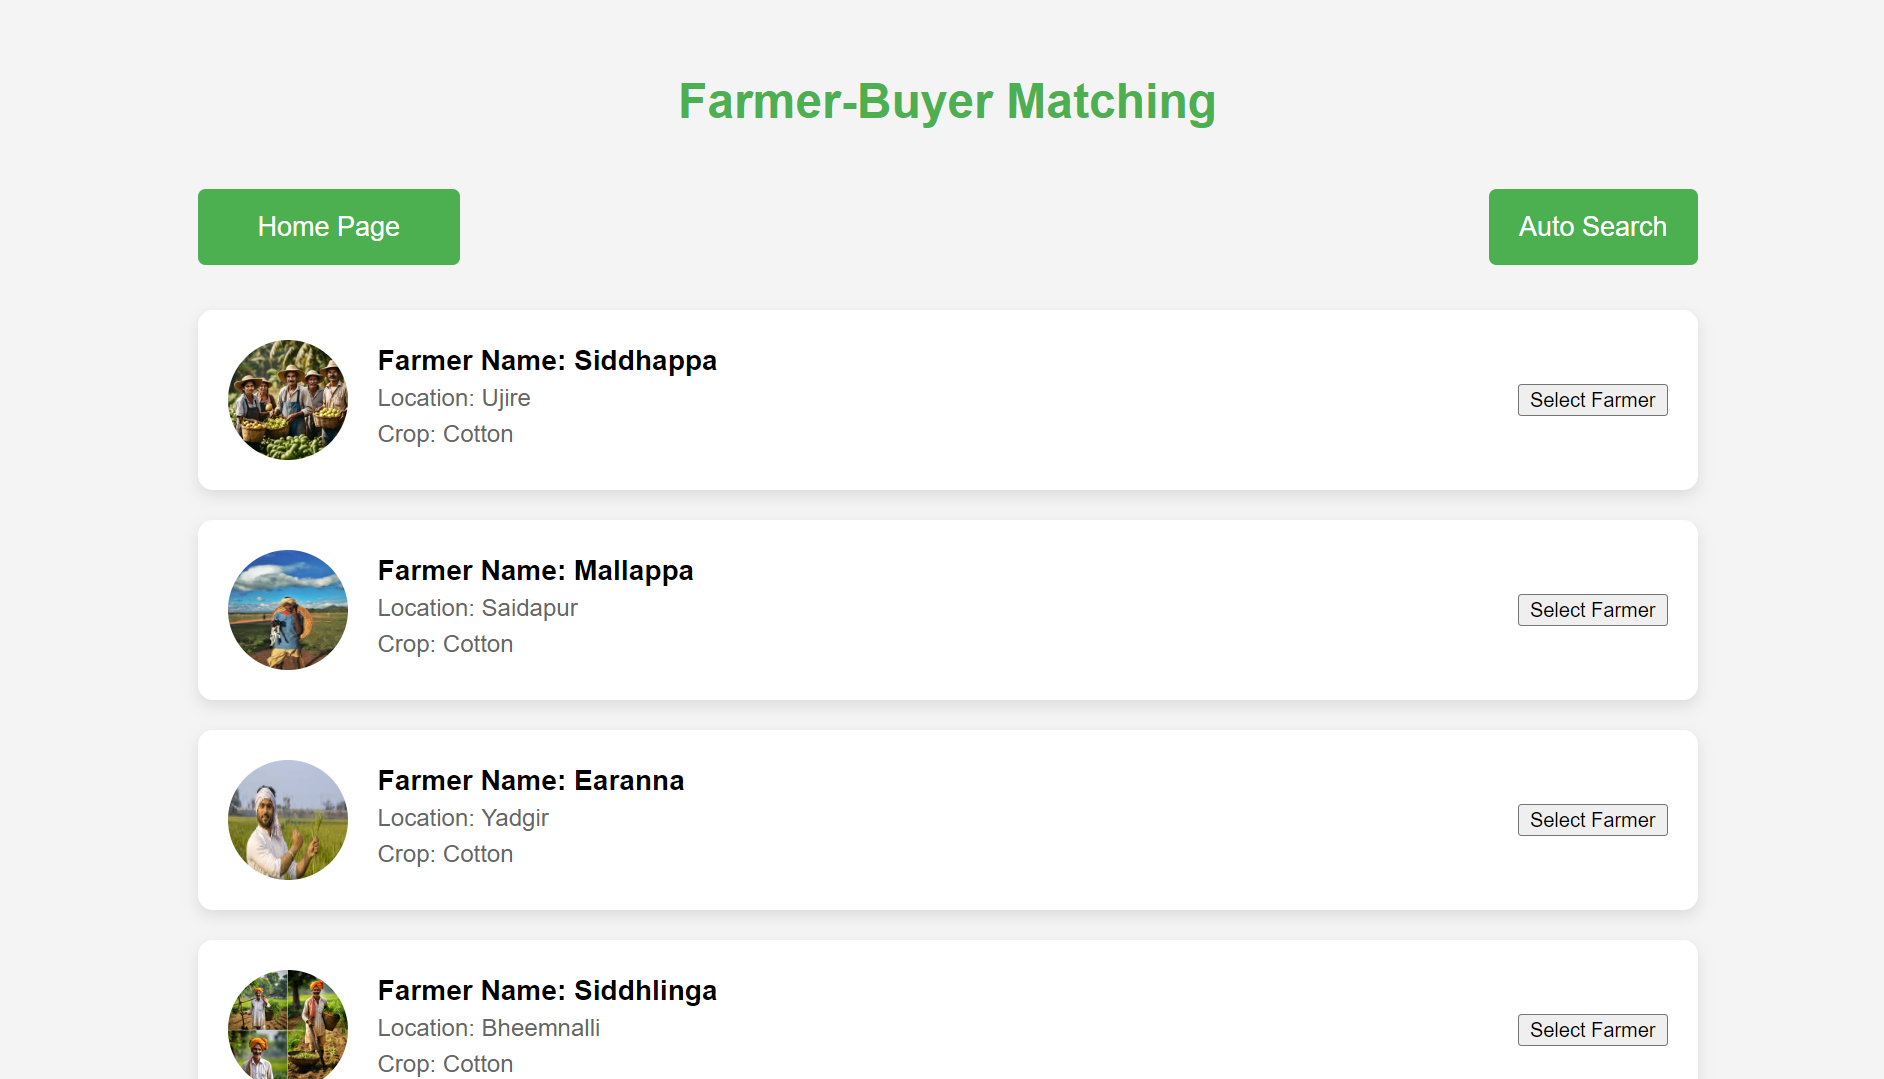 Farmer-Buyer Matching
Home Page
Auto Search
Farmer Name: Siddhappa
Location: Ujire
Crop: Cotton
Select Farmer
Farmer Name: Mallappa
Location: Saidapur
Crop: Cotton
Select Farmer
Farmer Name: Earanna
Location: Yadgir
Crop: Cotton
Select Farmer
Farmer Name: Siddhlinga
Location: Bheemnalli
Crop: Cotton
Select Farmer